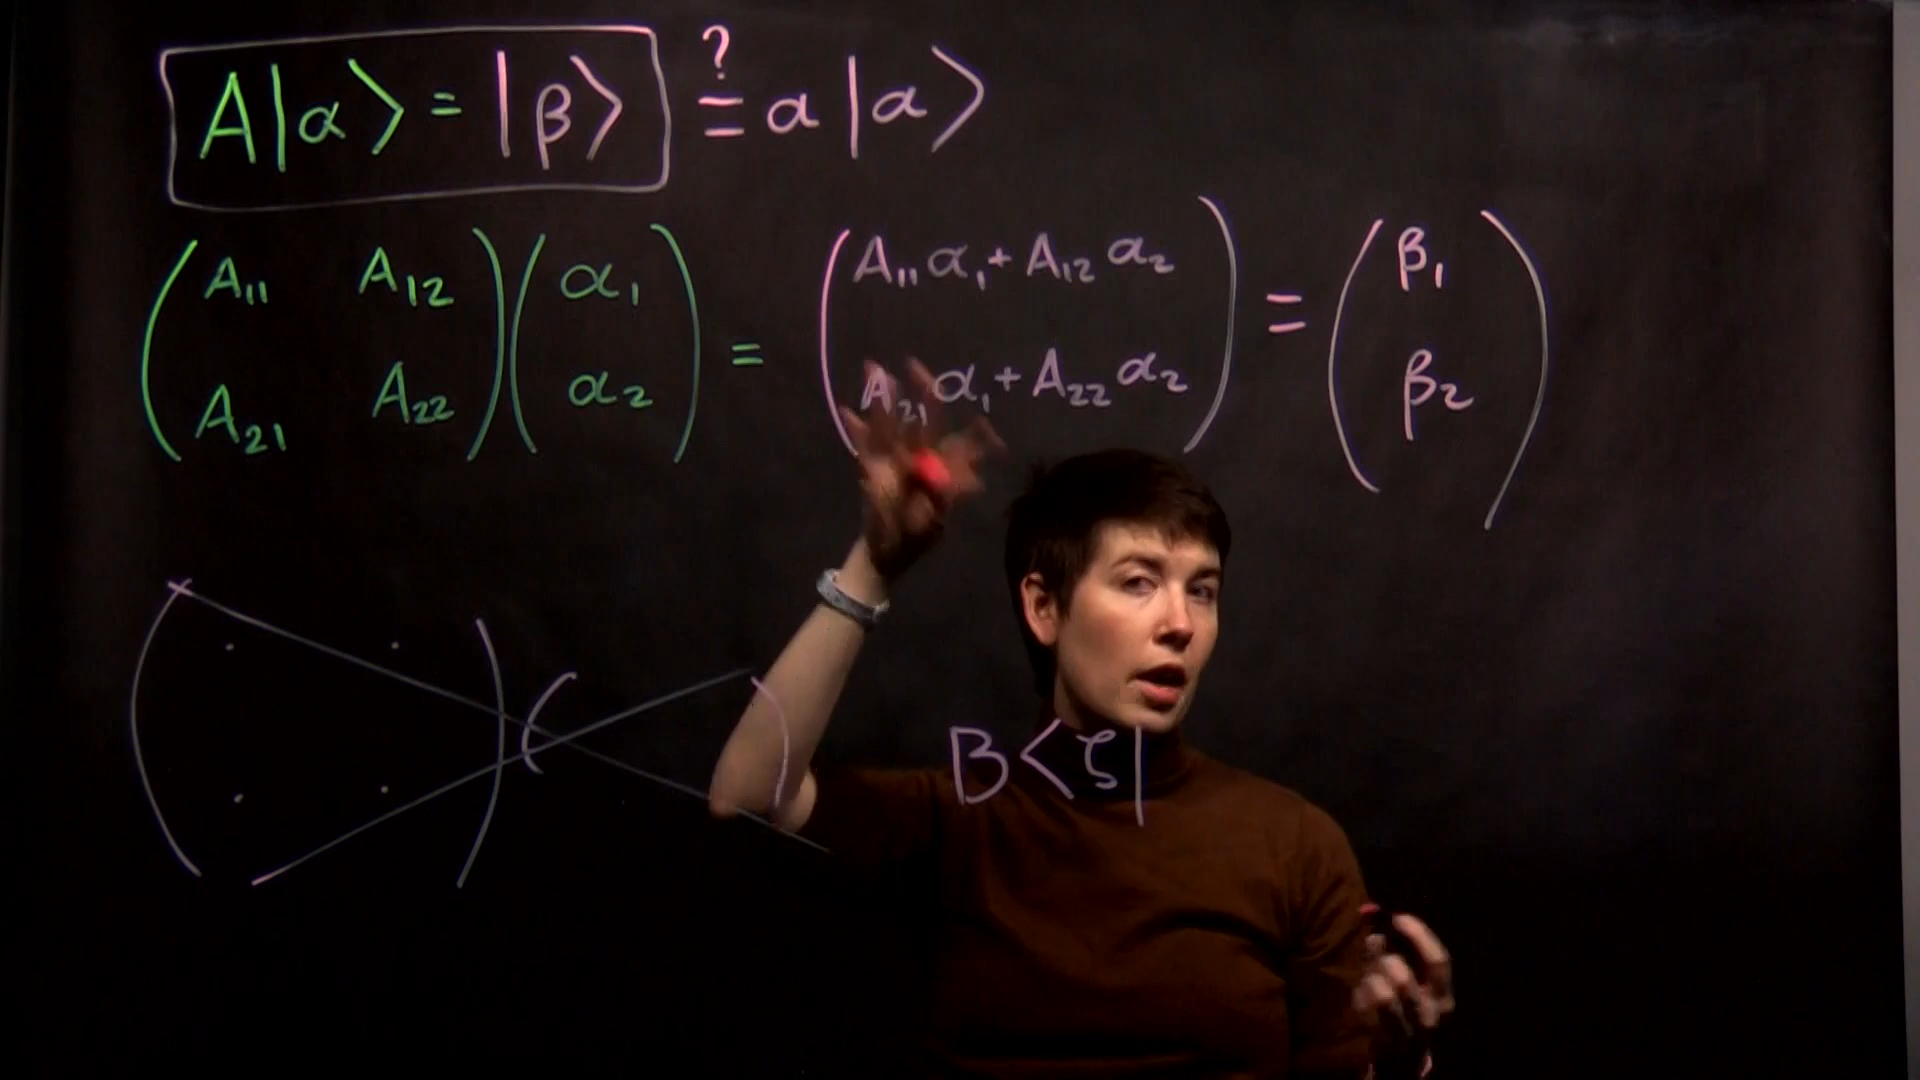 A|α⟩ = |β⟩ ≟ a|α⟩
(A₁₁ A₁₂ A₂₁ A₂₂)(α₁ α₂) = (A₁₁α₁+A₁₂α₂ A₂₁α₁+A₂₂α₂) = (β₁ β₂)
B⟨ζ|